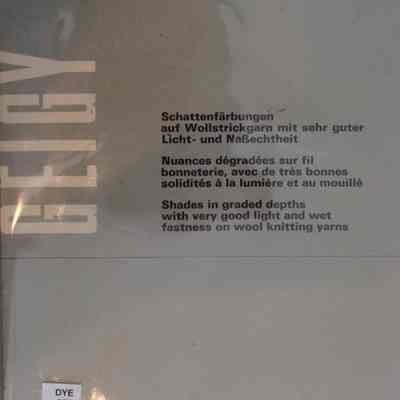 GEIGY
Schattenfärbungen
auf Wollstrickgarn mit sehr guter
Licht- und Naßechtheit
Nuances dégradées sur fil
bonneterie, avec de très bonnes
solidités à la lumière et au mouillé
Shades in graded depths
with very good light and wet
fastness on wool knitting yarns
DYE